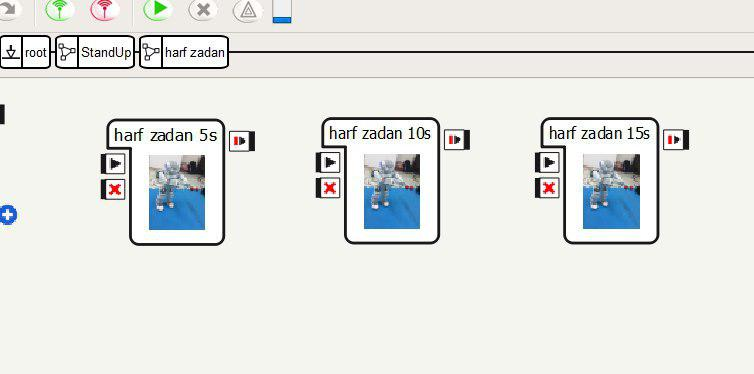 root
StandUp
harf zadan
harf zadan 5s
harf zadan 10s
harf zadan 15s